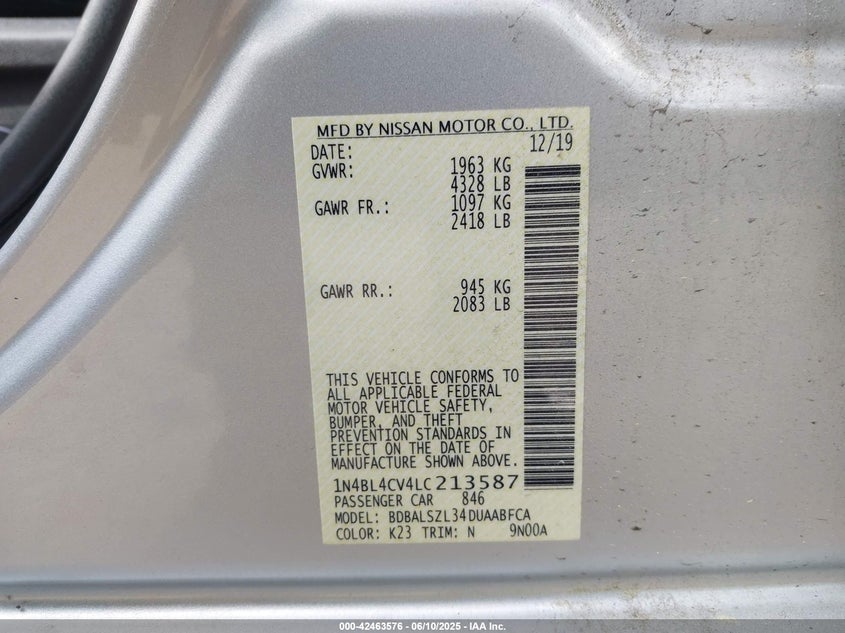 MFD BY NISSAN MOTOR CO., LTD.
DATE: 12/19
GVWR: 1963 KG
4328 LB
GAWR FR.: 1097 KG
2418 LB
GAWR RR.: 945 KG
2083 LB
THIS VEHICLE CONFORMS TO
ALL APPLICABLE FEDERAL
MOTOR VEHICLE SAFETY,
BUMPER, AND THEFT
PREVENTION STANDARDS IN
EFFECT ON THE DATE OF
MANUFACTURE SHOWN ABOVE.
1N4BL4CV4LC213587
PASSENGER CAR 846
MODEL: BDBALSZL34DUAABFCA
COLOR: K23 TRIM: N 9N00A
000-42463576 - 06/10/2025 - IAA Inc.